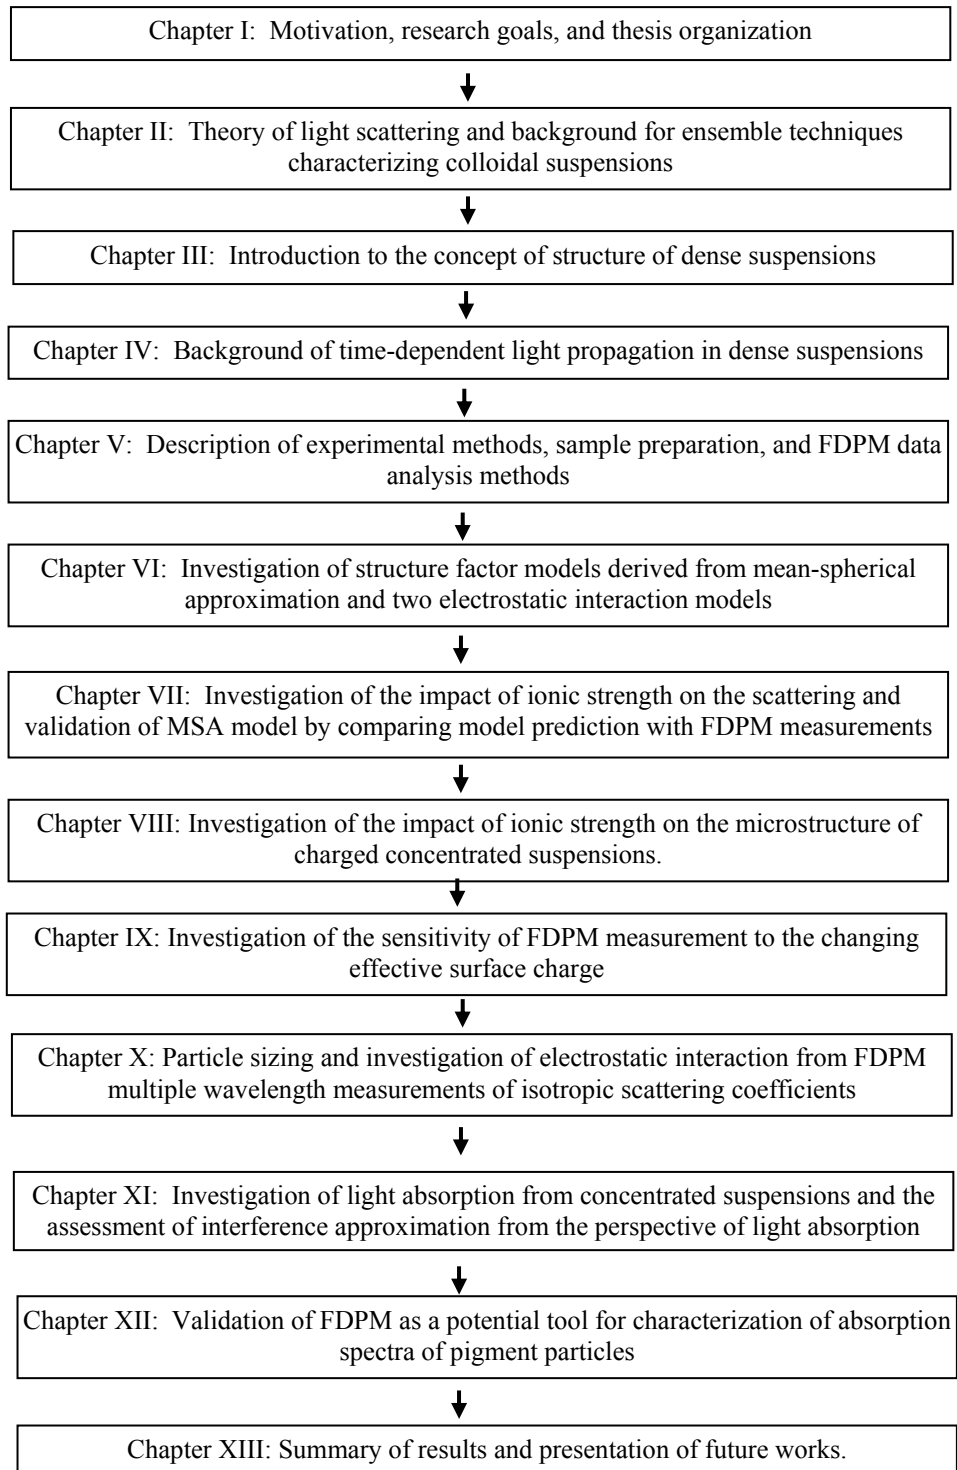 Chapter I:  Motivation, research goals, and thesis organization
Chapter II:  Theory of light scattering and background for ensemble techniques
characterizing colloidal suspensions
Chapter III:  Introduction to the concept of structure of dense suspensions
Chapter IV:  Background of time-dependent light propagation in dense suspensions
Chapter V:  Description of experimental methods, sample preparation, and FDPM data
analysis methods
Chapter VI:  Investigation of structure factor models derived from mean-spherical
approximation and two electrostatic interaction models
Chapter VII:  Investigation of the impact of ionic strength on the scattering and
validation of MSA model by comparing model prediction with FDPM measurements
Chapter VIII: Investigation of the impact of ionic strength on the microstructure of
charged concentrated suspensions.
Chapter IX: Investigation of the sensitivity of FDPM measurement to the changing
effective surface charge
Chapter X: Particle sizing and investigation of electrostatic interaction from FDPM
multiple wavelength measurements of isotropic scattering coefficients
Chapter XI:  Investigation of light absorption from concentrated suspensions and the
assessment of interference approximation from the perspective of light absorption
Chapter XII:  Validation of FDPM as a potential tool for characterization of absorption
spectra of pigment particles
Chapter XIII: Summary of results and presentation of future works.